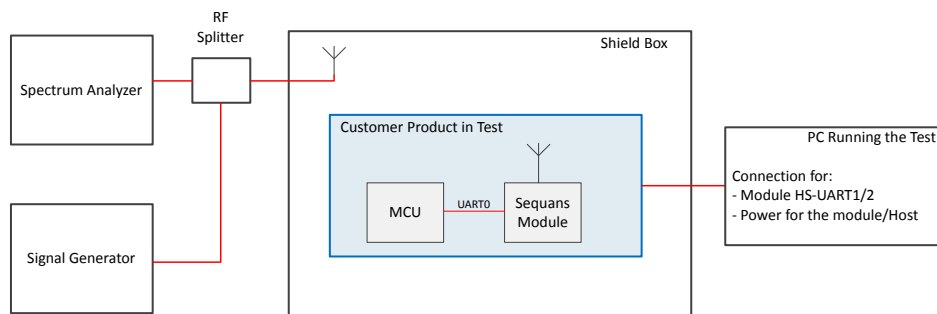 RF
Splitter
Shield Box
Spectrum Analyzer
Customer Product in Test
PC Running the Test
Connection for:
- Module HS-UART1/2
- Power for the module/Host
MCU
UART0
Sequans
Module
Signal Generator